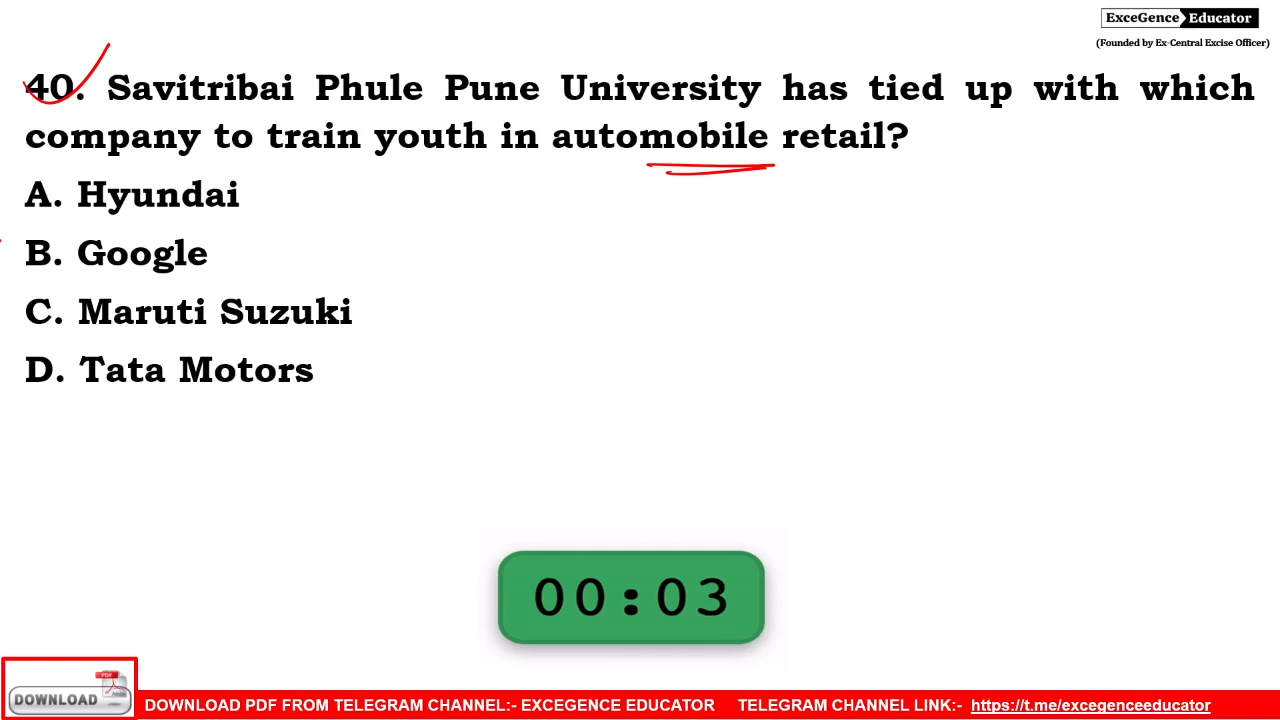 ExceGence Educator
(Founded by Ex-Central Excise Officer)
40. Savitribai Phule Pune University has tied up with which
company to train youth in automobile retail?
A. Hyundai
B. Google
C. Maruti Suzuki
D. Tata Motors
00:03
PDF
Adobe
DOWNLOAD
DOWNLOAD PDF FROM TELEGRAM CHANNEL:- EXCEGENCE EDUCATOR TELEGRAM CHANNEL LINK:- https://t.me/excegenceeducator